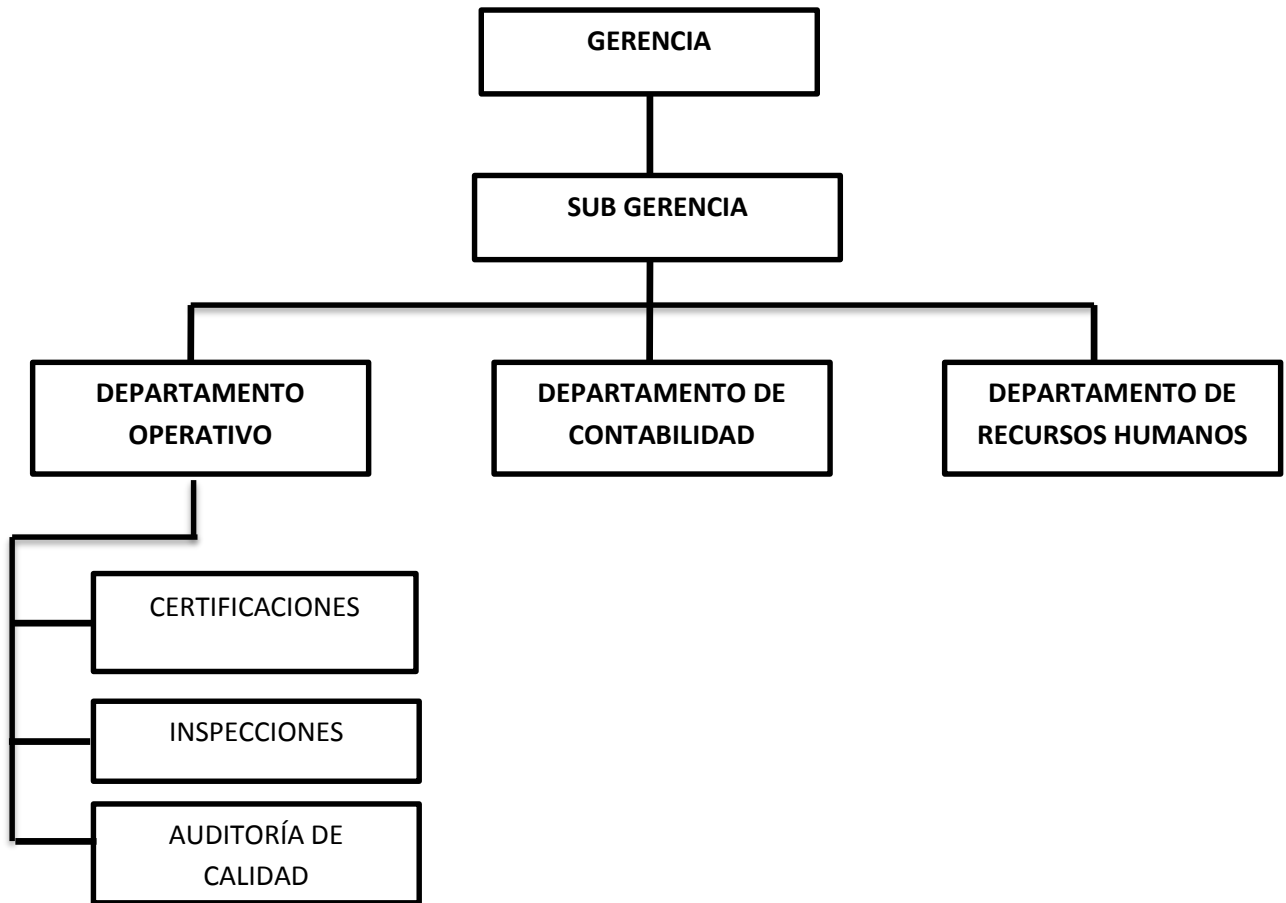 GERENCIA
SUB GERENCIA
DEPARTAMENTO
OPERATIVO
DEPARTAMENTO DE
CONTABILIDAD
DEPARTAMENTO DE
RECURSOS HUMANOS
CERTIFICACIONES
INSPECCIONES
AUDITORÍA DE
CALIDAD